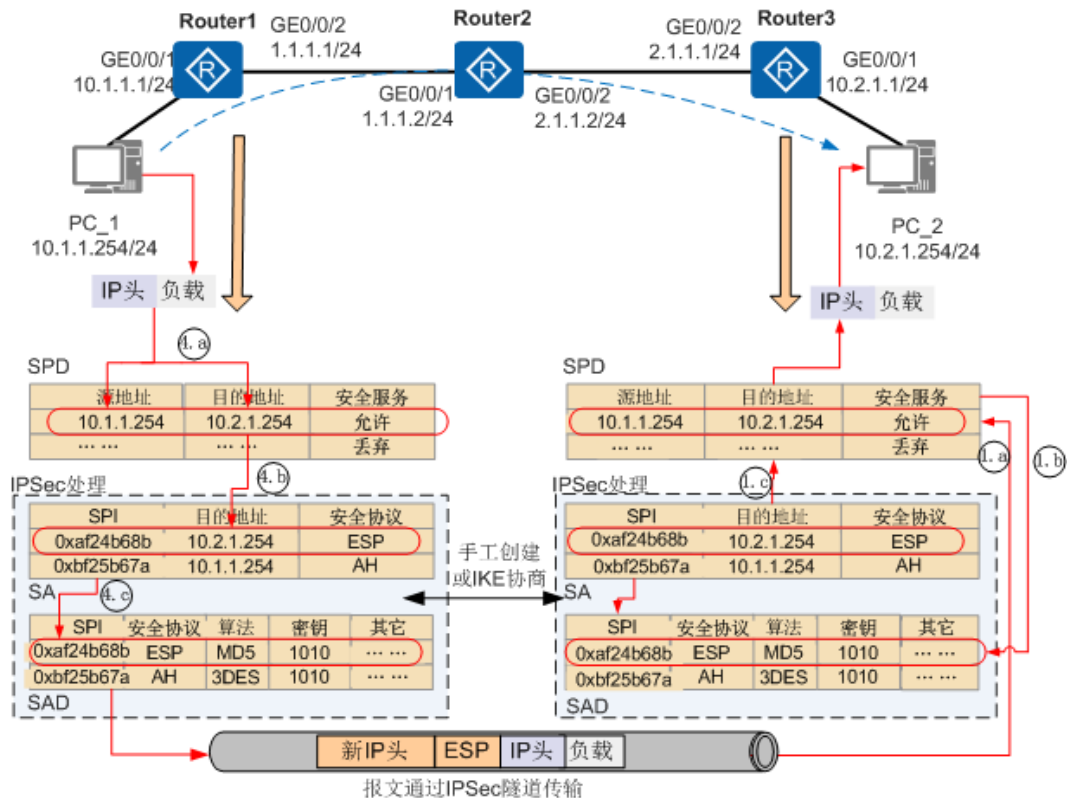 Router1
Router2
Router3
GE0/0/2
1.1.1.1/24
GE0/0/2
2.1.1.1/24
GE0/0/1
10.1.1.1/24
GE0/0/1
10.2.1.1/24
GE0/0/1
1.1.1.2/24
GE0/0/2
2.1.1.2/24
R
R
R
PC_1
10.1.1.254/24
PC_2
10.2.1.254/24
IP头 负载
IP头 负载
4.a
SPD
源地址 目的地址 安全服务
10.1.1.254 10.2.1.254 允许
… … … … 丢弃
4.b
IPSec处理
SPI 目的地址 安全协议
0xaf24b68b 10.2.1.254 ESP
0xbf25b67a 10.1.1.254 AH
SA
4.c
SPI 安全协议 算法 密钥 其它
0xaf24b68b ESP MD5 1010 … …
0xbf25b67a AH 3DES 1010 … …
SAD
手工创建
或IKE协商
SPD
源地址 目的地址 安全服务
10.1.1.254 10.2.1.254 允许
… … … … 丢弃
1.a
1.b
1.c
IPSec处理
SPI 目的地址 安全协议
0xaf24b68b 10.2.1.254 ESP
0xbf25b67a 10.1.1.254 AH
SA
SPI 安全协议 算法 密钥 其它
0xaf24b68b ESP MD5 1010 … …
0xbf25b67a AH 3DES 1010 … …
SAD
新IP头 ESP IP头 负载
报文通过IPSec隧道传输